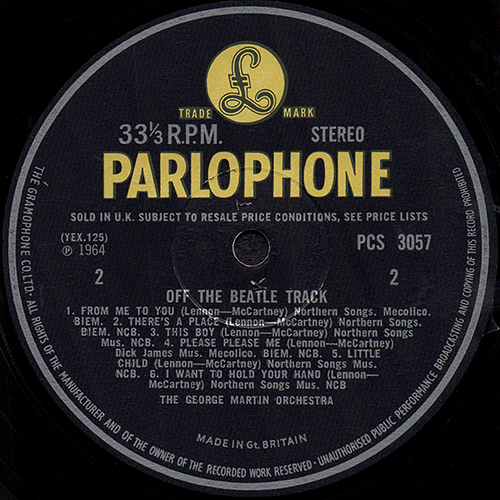 £
TRADE MARK
33⅓ R.P.M. STEREO
PARLOPHONE
SOLD IN U.K. SUBJECT TO RESALE PRICE CONDITIONS, SEE PRICE LISTS
(YEX.125) PCS 3057
℗ 1964
2 2
OFF THE BEATLE TRACK
1. FROM ME TO YOU (Lennon—McCartney) Northern Songs. Mecolico.
BIEM. 2. THERE'S A PLACE (Lennon—McCartney) Northern Songs.
BIEM. NCB. 3. THIS BOY (Lennon—McCartney) Northern Songs
Mus. NCB. 4. PLEASE PLEASE ME (Lennon—McCartney)
Dick James Mus. Mecolico. BIEM. NCB. 5. LITTLE
CHILD (Lennon—McCartney) Northern Songs Mus.
NCB. 6. I WANT TO HOLD YOUR HAND (Lennon—
McCartney) Northern Songs Mus. NCB
THE GEORGE MARTIN ORCHESTRA
MADE IN Gt. BRITAIN
THE GRAMOPHONE CO. LTD. ALL RIGHTS OF THE MANUFACTURER AND OF THE OWNER OF THE RECORDED WORK RESERVED · UNAUTHORISED PUBLIC PERFORMANCE BROADCASTING AND COPYING OF THIS RECORD PROHIBITED